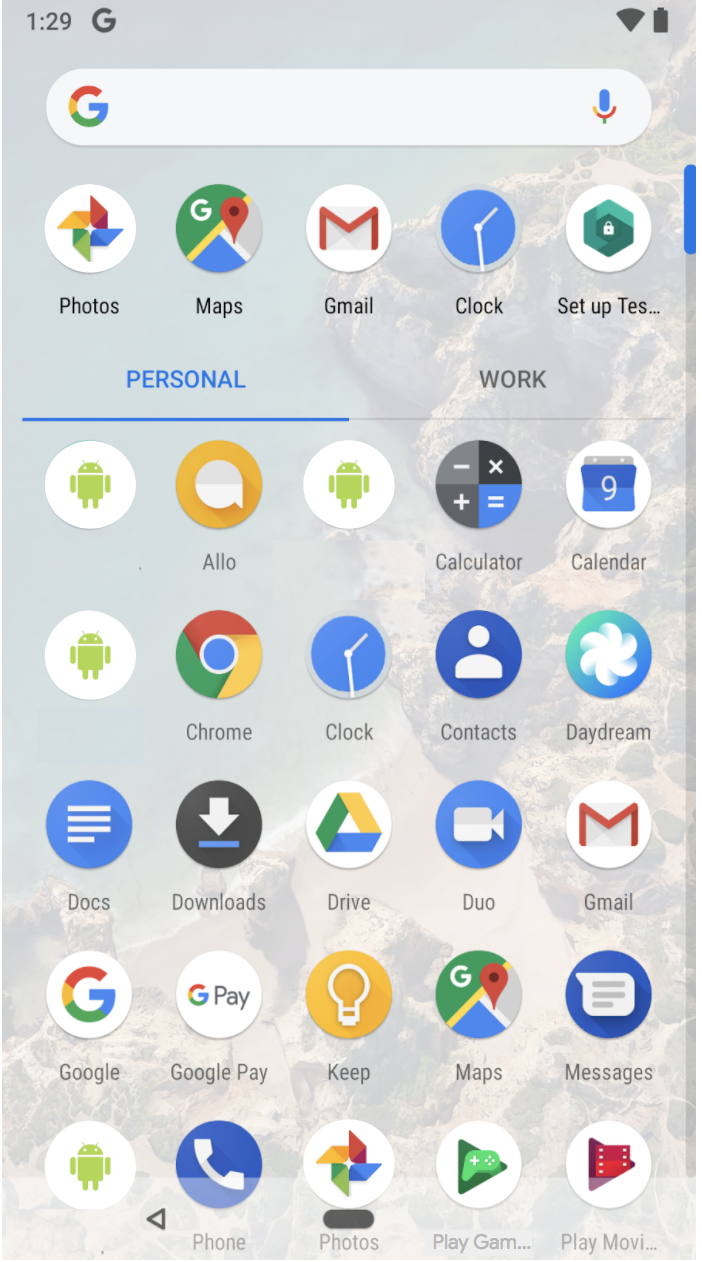 1:29 G
G
Photos
G
Maps
Gmail
Clock
Set up Tes...
PERSONAL
WORK
Allo
Calculator
9
Calendar
Chrome
Clock
Contacts
Daydream
Docs
Downloads
Drive
Duo
Gmail
G
Google
G Pay
Google Pay
Keep
G
Maps
Messages
Phone
Photos
Play Gam...
Play Movi...